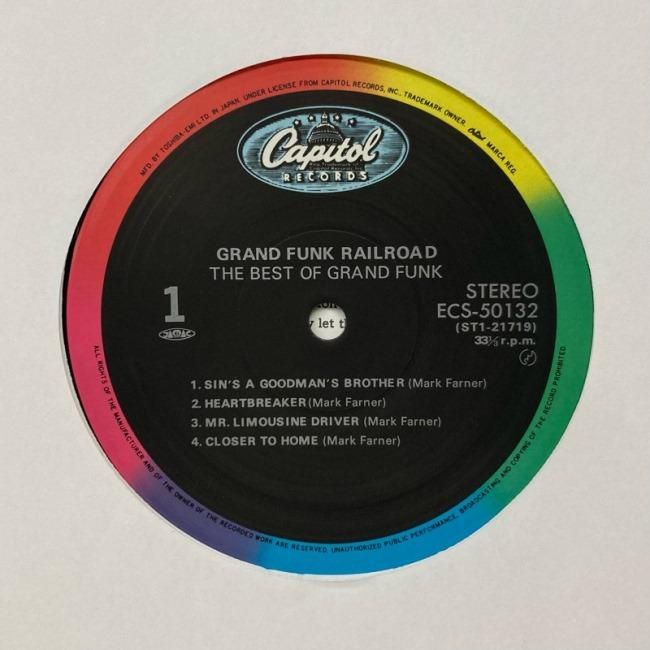 MFD. BY TOSHIBA-EMI LTD. IN JAPAN. UNDER LICENSE FROM CAPITOL RECORDS, INC., TRADEMARK OWNER. Capitol MARCA REG.
Capitol
RECORDS
GRAND FUNK RAILROAD
THE BEST OF GRAND FUNK
1
JASRAC
STEREO
ECS-50132
(ST1-21719)
33⅓ r.p.m.
y let th
1. SIN'S A GOODMAN'S BROTHER (Mark Farner)
2. HEARTBREAKER (Mark Farner)
3. MR. LIMOUSINE DRIVER (Mark Farner)
4. CLOSER TO HOME (Mark Farner)
ALL RIGHTS OF THE MANUFACTURER AND OF THE OWNER OF THE RECORDED WORK ARE RESERVED. UNAUTHORIZED PUBLIC PERFORMANCE, BROADCASTING AND COPYING OF THE RECORD PROHIBITED